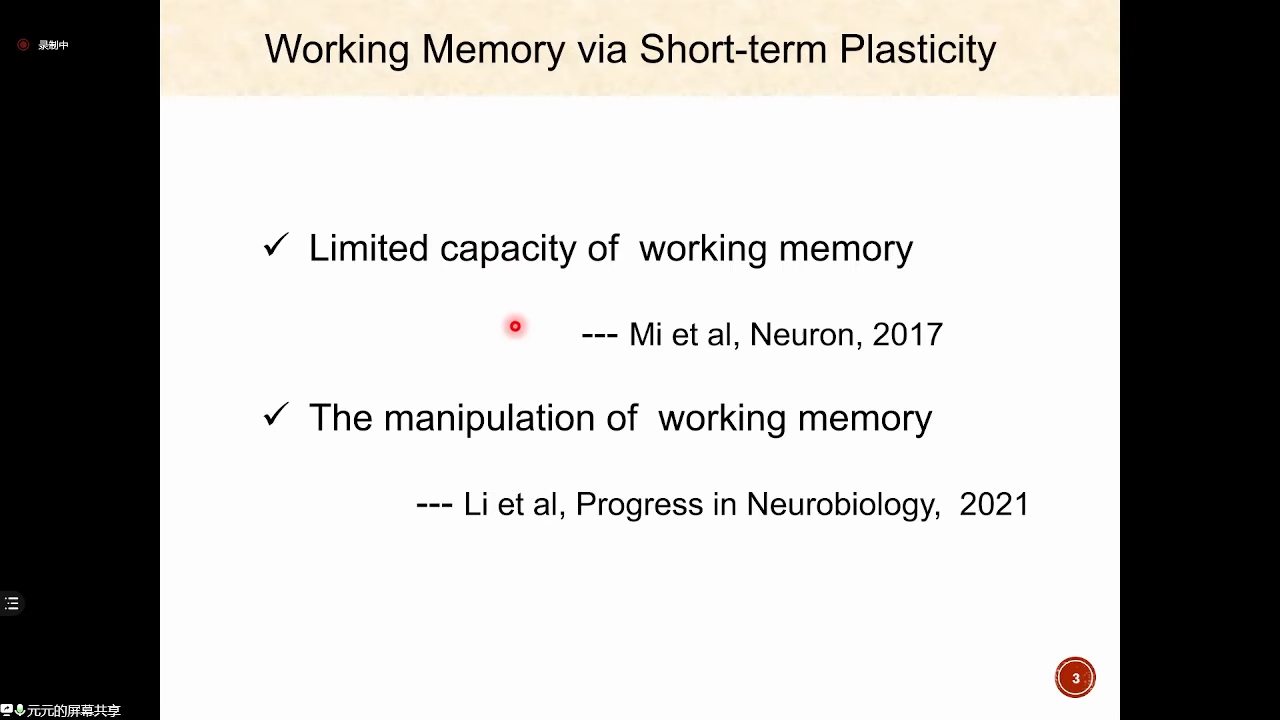 录制中
Working Memory via Short-term Plasticity
✓ Limited capacity of  working memory
--- Mi et al, Neuron, 2017
✓ The manipulation of  working memory
--- Li et al, Progress in Neurobiology,  2021
3
元元的屏幕共享